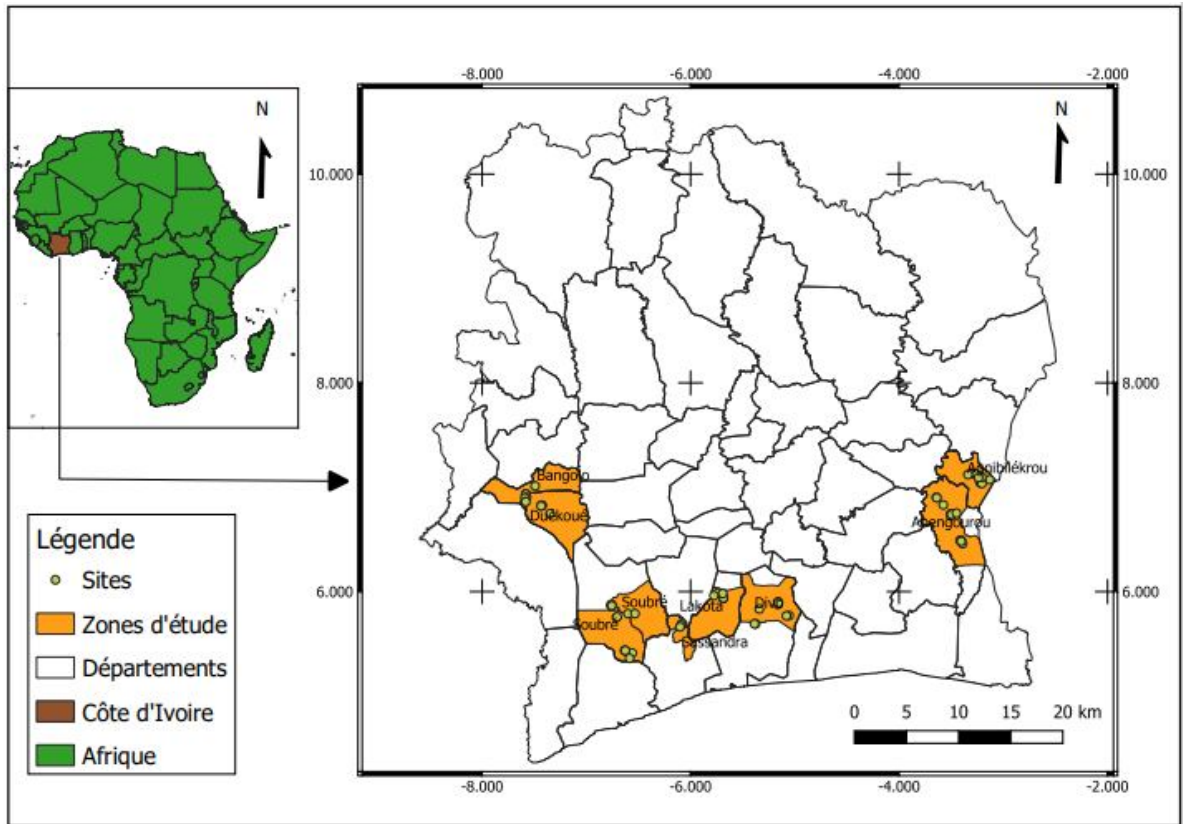 N
-8.000 -6.000 -4.000 -2.000
N
10.000 10.000
8.000 8.000
Bangolo
Agnibilékrou
Duékoué
Abengourou
6.000 6.000
Soubré
Lakota
Divo
Soubré
Sassandra
Légende
Sites
Zones d'étude
Départements
Côte d'Ivoire
Afrique
0 5 10 15 20 km
-8.000 -6.000 -4.000 -2.000